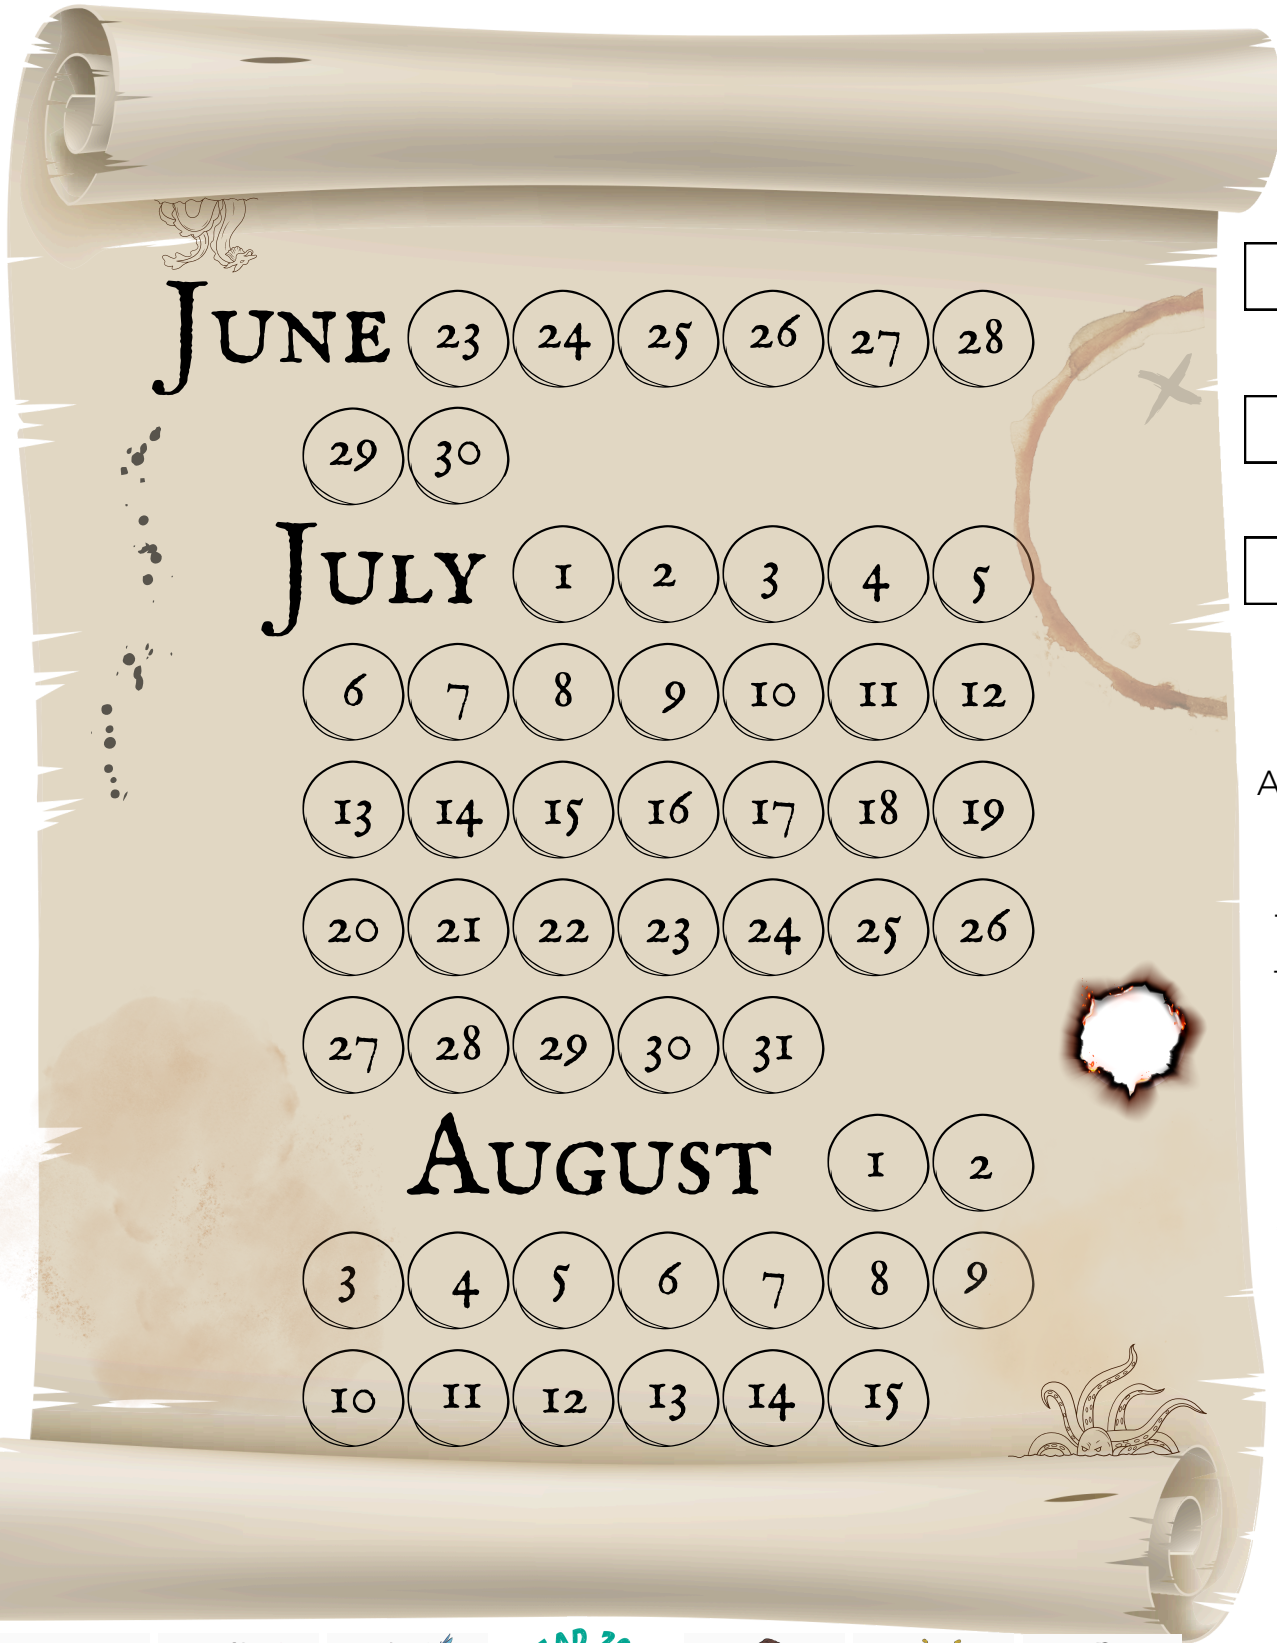 June 23 24 25 26 27 28
29 30
July 1 2 3 4 5
6 7 8 9 10 11 12
13 14 15 16 17 18 19
20 21 22 23 24 25 26
27 28 29 30 31
August 1 2
3 4 5 6 7 8 9
10 11 12 13 14 15